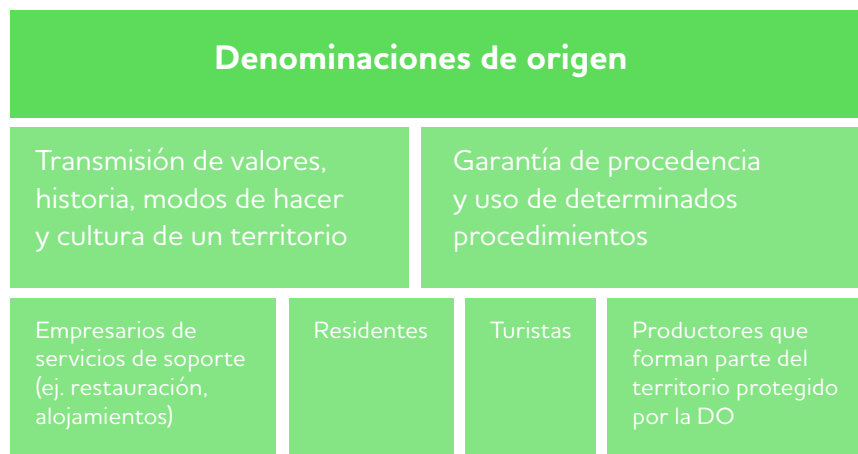 Denominaciones de origen
Transmisión de valores,
historia, modos de hacer
y cultura de un territorio
Garantía de procedencia
y uso de determinados
procedimientos
Empresarios de
servicios de soporte
(ej. restauración,
alojamientos)
Residentes
Turistas
Productores que
forman parte del
territorio protegido
por la DO